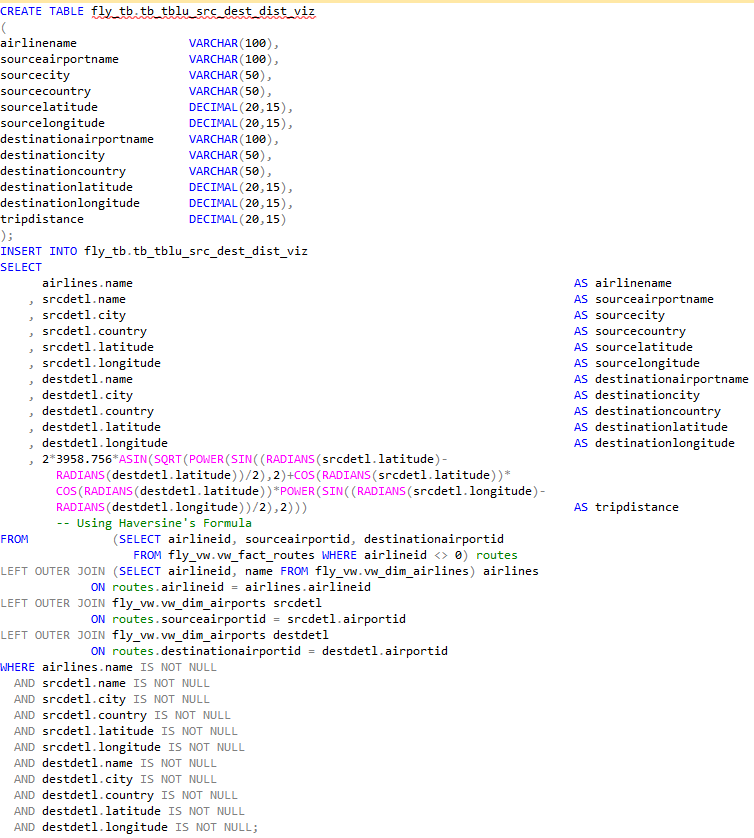 CREATE TABLE fly_tb.tb_tblu_src_dest_dist_viz
(
airlinename VARCHAR(100),
sourceairportname VARCHAR(100),
sourcecity VARCHAR(50),
sourcecountry VARCHAR(50),
sourcelatitude DECIMAL(20,15),
sourcelongitude DECIMAL(20,15),
destinationairportname VARCHAR(100),
destinationcity VARCHAR(50),
destinationcountry VARCHAR(50),
destinationlatitude DECIMAL(20,15),
destinationlongitude DECIMAL(20,15),
tripdistance DECIMAL(20,15)
);
INSERT INTO fly_tb.tb_tblu_src_dest_dist_viz
SELECT
airlines.name AS airlinename
, srcdetl.name AS sourceairportname
, srcdetl.city AS sourcecity
, srcdetl.country AS sourcecountry
, srcdetl.latitude AS sourcelatitude
, srcdetl.longitude AS sourcelongitude
, destdetl.name AS destinationairportname
, destdetl.city AS destinationcity
, destdetl.country AS destinationcountry
, destdetl.latitude AS destinationlatitude
, destdetl.longitude AS destinationlongitude
, 2*3958.756*ASIN(SQRT(POWER(SIN((RADIANS(srcdetl.latitude)-
RADIANS(destdetl.latitude))/2),2)+COS(RADIANS(srcdetl.latitude))*
COS(RADIANS(destdetl.latitude))*POWER(SIN((RADIANS(srcdetl.longitude)-
RADIANS(destdetl.longitude))/2),2))) AS tripdistance
-- Using Haversine's Formula
FROM (SELECT airlineid, sourceairportid, destinationairportid
FROM fly_vw.vw_fact_routes WHERE airlineid <> 0) routes
LEFT OUTER JOIN (SELECT airlineid, name FROM fly_vw.vw_dim_airlines) airlines
ON routes.airlineid = airlines.airlineid
LEFT OUTER JOIN fly_vw.vw_dim_airports srcdetl
ON routes.sourceairportid = srcdetl.airportid
LEFT OUTER JOIN fly_vw.vw_dim_airports destdetl
ON routes.destinationairportid = destdetl.airportid
WHERE airlines.name IS NOT NULL
AND srcdetl.name IS NOT NULL
AND srcdetl.city IS NOT NULL
AND srcdetl.country IS NOT NULL
AND srcdetl.latitude IS NOT NULL
AND srcdetl.longitude IS NOT NULL
AND destdetl.name IS NOT NULL
AND destdetl.city IS NOT NULL
AND destdetl.country IS NOT NULL
AND destdetl.latitude IS NOT NULL
AND destdetl.longitude IS NOT NULL;